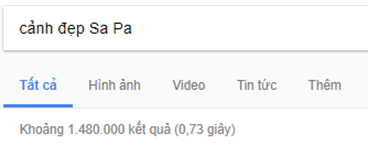 cảnh đẹp Sa Pa
Tất cả Hình ảnh Video Tin tức Thêm
Khoảng 1.480.000 kết quả (0,73 giây)